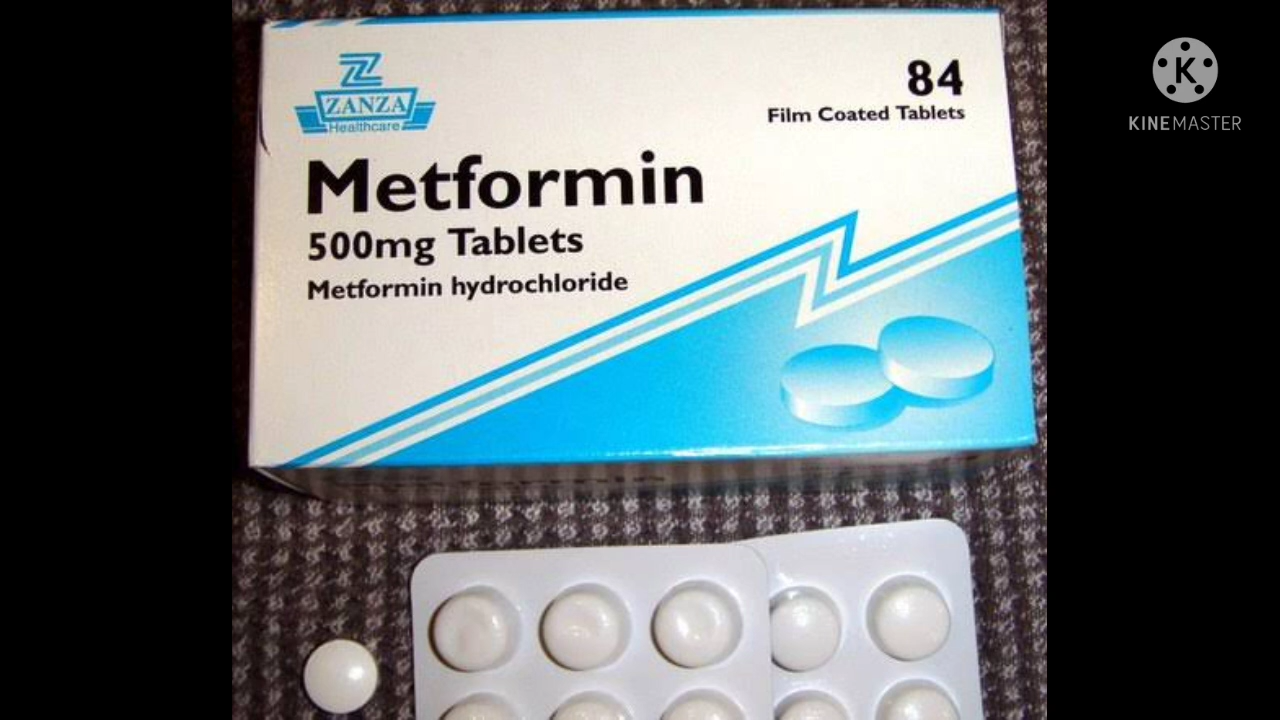 ZANZA
Healthcare
84
Film Coated Tablets
Metformin
500mg Tablets
Metformin hydrochloride
K
KINEMASTER